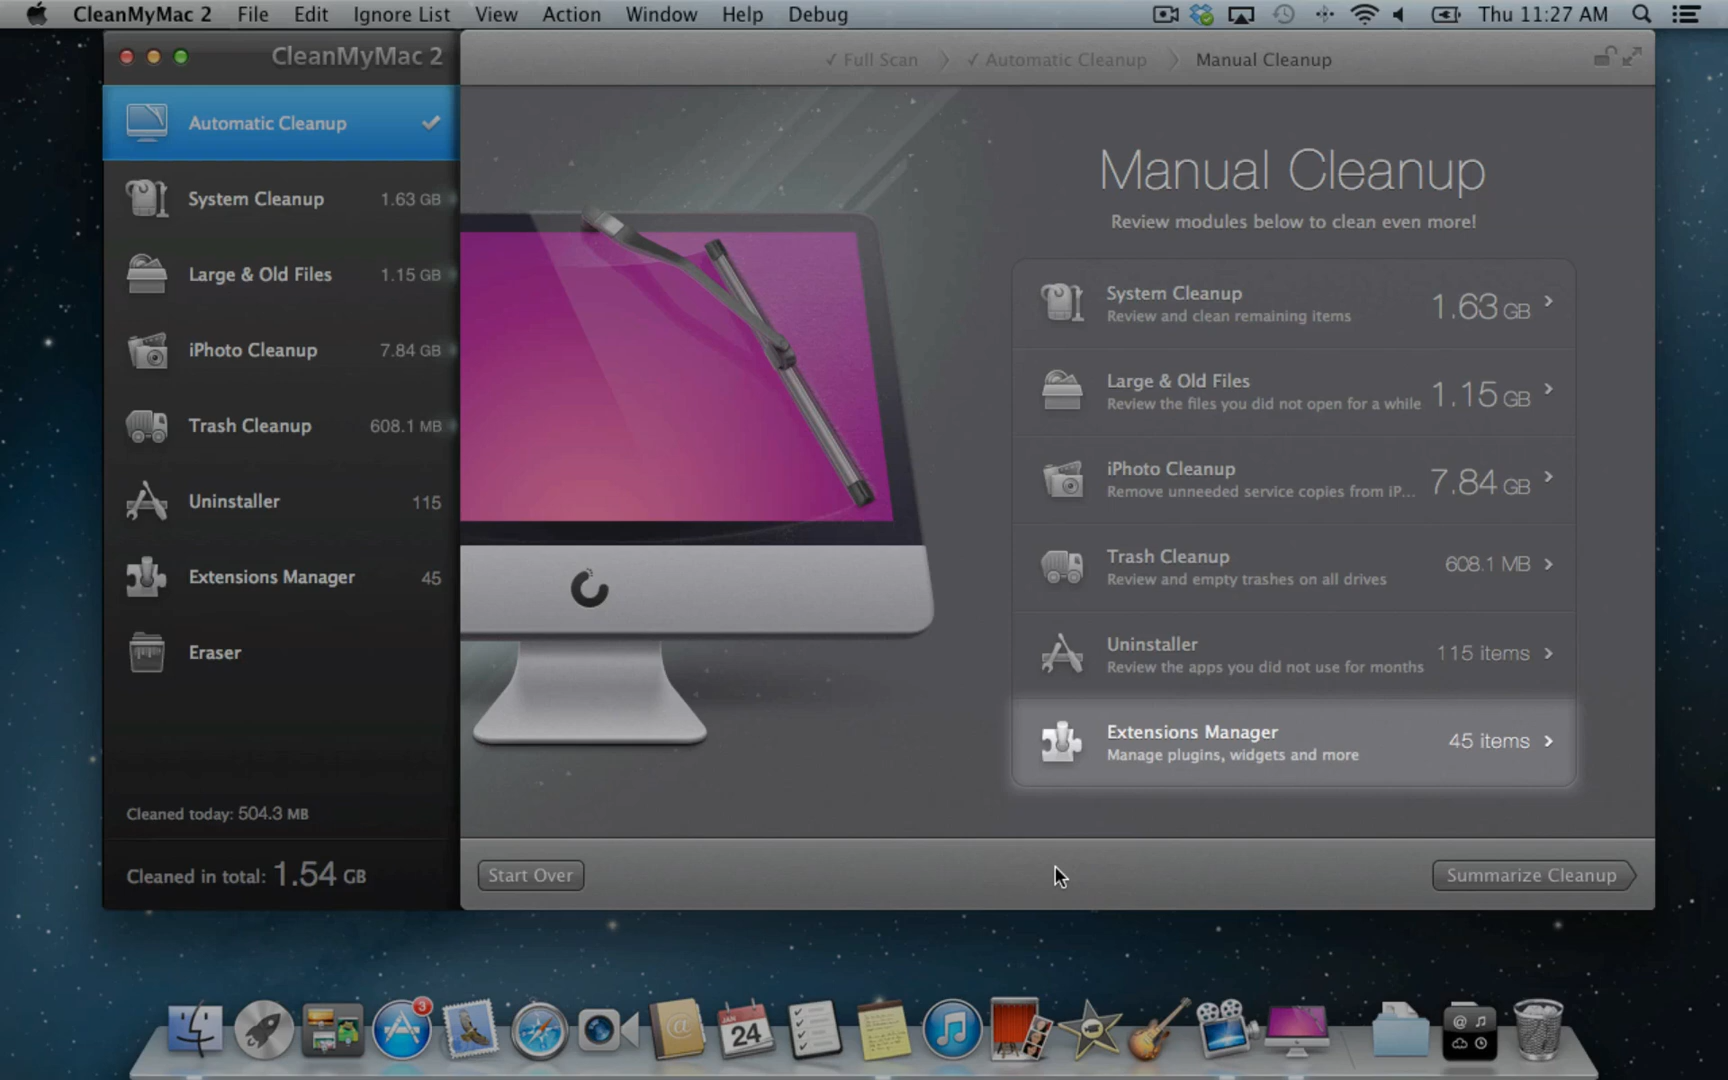 CleanMyMac 2 File Edit Ignore List View Action Window Help Debug Thu 11:27 AM
CleanMyMac 2
✓ Full Scan ✓ Automatic Cleanup Manual Cleanup
Automatic Cleanup
System Cleanup 1.63 GB
Large & Old Files 1.15 GB
iPhoto Cleanup 7.84 GB
Trash Cleanup 608.1 MB
Uninstaller 115
Extensions Manager 45
Eraser
Cleaned today: 504.3 MB
Cleaned in total: 1.54 GB
Manual Cleanup
Review modules below to clean even more!
System Cleanup
Review and clean remaining items
1.63 GB
Large & Old Files
Review the files you did not open for a while
1.15 GB
iPhoto Cleanup
Remove unneeded service copies from iP...
7.84 GB
Trash Cleanup
Review and empty trashes on all drives
608.1 MB
Uninstaller
Review the apps you did not use for months
115 items
Extensions Manager
Manage plugins, widgets and more
45 items
Start Over
Summarize Cleanup
3
JAN
24
@
@